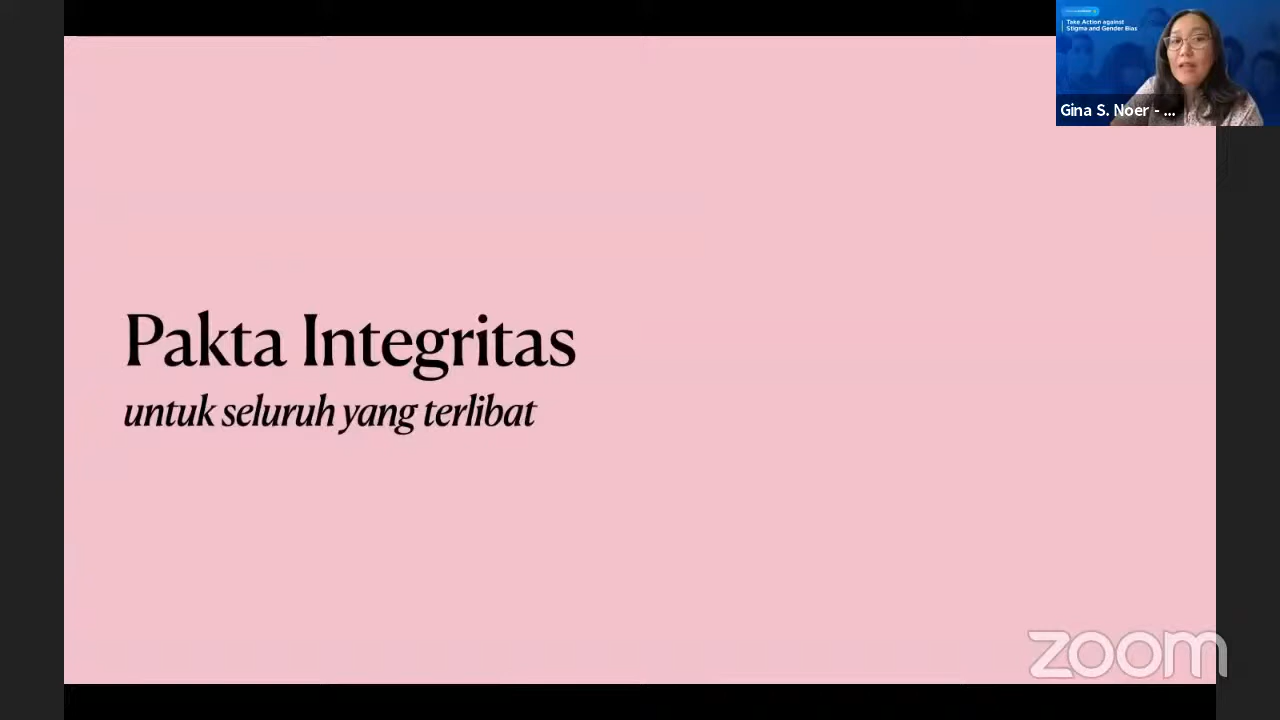 Take Action against
Stigma and Gender Bias
Gina S. Noer - ...
Pakta Integritas
untuk seluruh yang terlibat
zoom